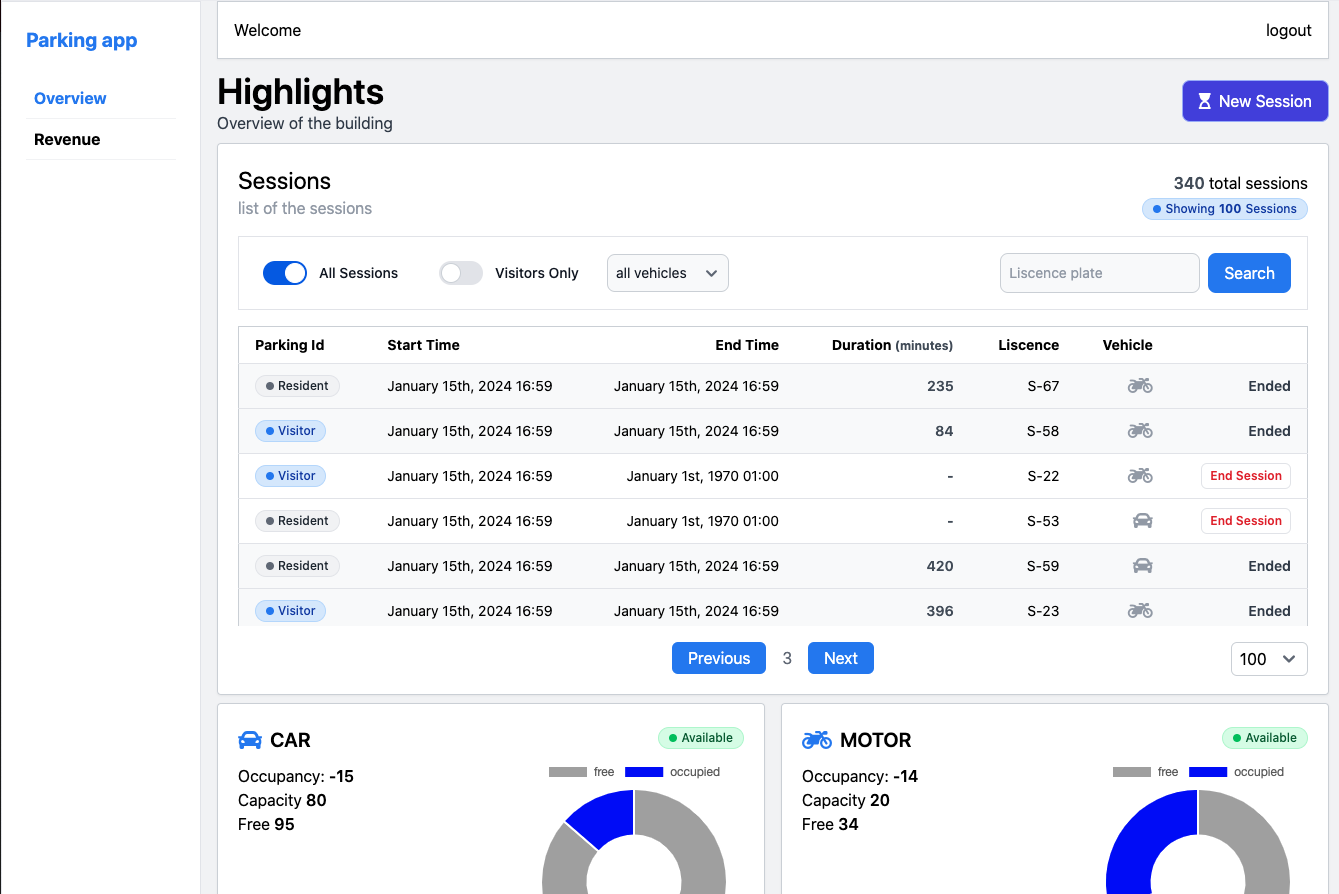 Parking app
Overview
Revenue
Welcome logout
Highlights
Overview of the building
New Session
Sessions
list of the sessions
340 total sessions
Showing 100 Sessions
All Sessions Visitors Only all vehicles Liscence plate Search
Parking Id Start Time End Time Duration (minutes) Liscence Vehicle
Resident January 15th, 2024 16:59 January 15th, 2024 16:59 235 S-67 Ended
Visitor January 15th, 2024 16:59 January 15th, 2024 16:59 84 S-58 Ended
Visitor January 15th, 2024 16:59 January 1st, 1970 01:00 - S-22 End Session
Resident January 15th, 2024 16:59 January 1st, 1970 01:00 - S-53 End Session
Resident January 15th, 2024 16:59 January 15th, 2024 16:59 420 S-59 Ended
Visitor January 15th, 2024 16:59 January 15th, 2024 16:59 396 S-23 Ended
Previous 3 Next 100
CAR Available
Occupancy: -15
Capacity 80
Free 95
free occupied
MOTOR Available
Occupancy: -14
Capacity 20
Free 34
free occupied